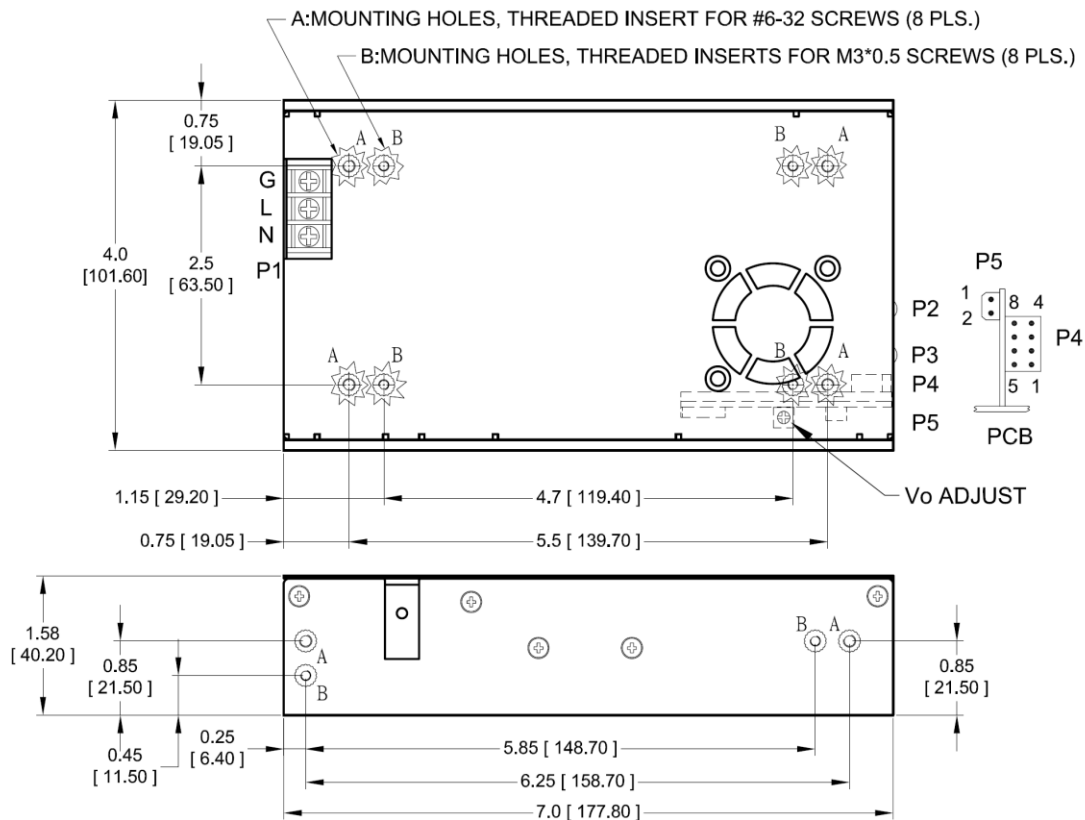 A:MOUNTING HOLES, THREADED INSERT FOR #6-32 SCREWS (8 PLS.)
B:MOUNTING HOLES, THREADED INSERTS FOR M3*0.5 SCREWS (8 PLS.)
0.75
[ 19.05 ]
A
B
B
A
G
L
N
P1
4.0
[101.60]
2.5
[ 63.50 ]
P5
1
2
8 4
P4
5 1
PCB
P2
P3
P4
P5
A
B
B
A
Vo ADJUST
1.15 [ 29.20 ]
4.7 [ 119.40 ]
0.75 [ 19.05 ]
5.5 [ 139.70 ]
1.58
[ 40.20 ]
0.85
[ 21.50 ]
A
B
B
A
0.85
[ 21.50 ]
0.45
[ 11.50 ]
0.25
[ 6.40 ]
5.85 [ 148.70 ]
6.25 [ 158.70 ]
7.0 [ 177.80 ]